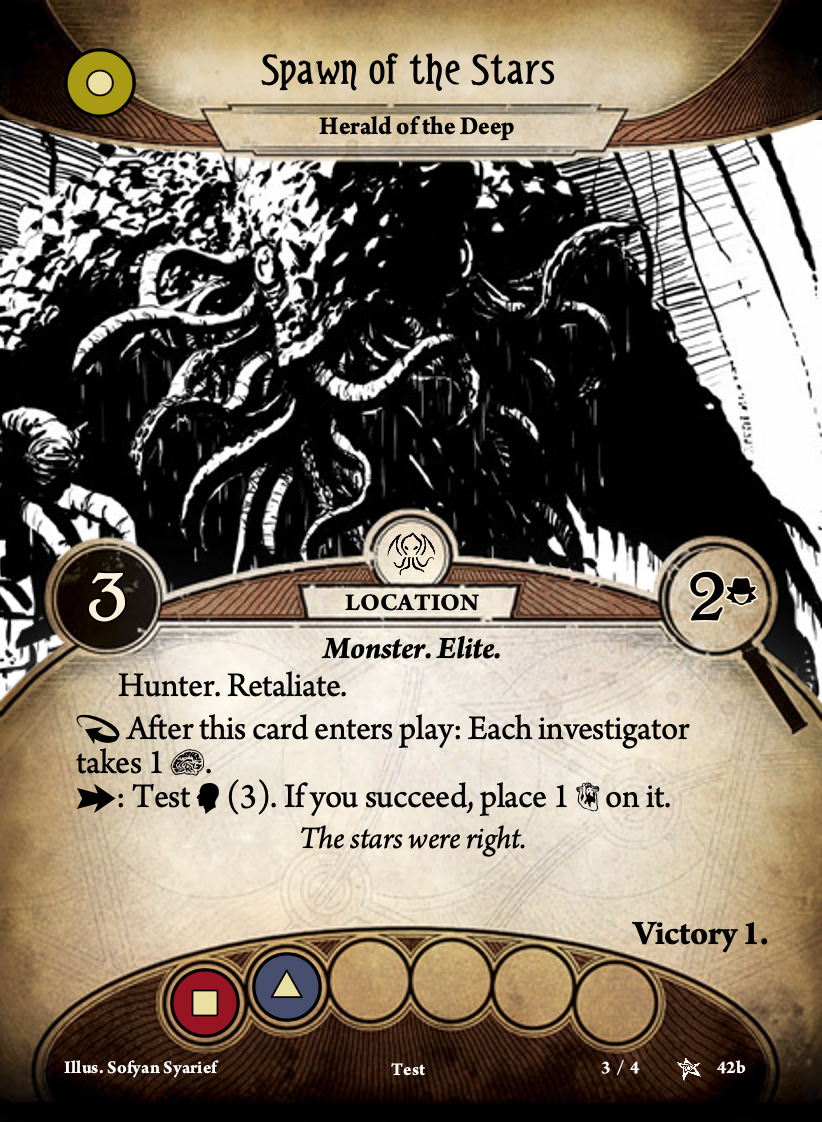 Spawn of the Stars
Herald of the Deep
3
2
LOCATION
Monster. Elite.
Hunter. Retaliate.
After this card enters play: Each investigator
takes 1 .
: Test (3). If you succeed, place 1 on it.
The stars were right.
Victory 1.
Illus. Sofyan Syarief
Test
3 / 4
42b